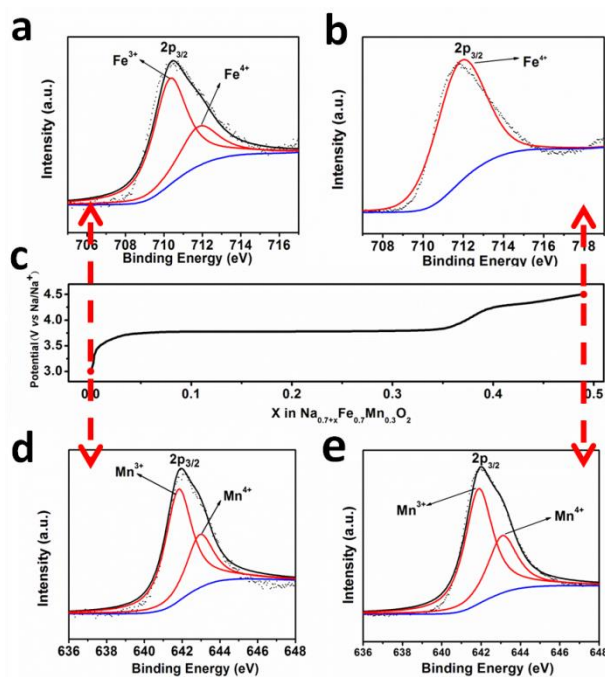 a
2p3/2
Fe3+
Fe4+
Intensity (a.u.)
706 708 710 712 714 716
Binding Energy (eV)
b
2p3/2
Fe4+
Intensity (a.u.)
708 710 712 714 716 718
Binding Energy (eV)
c
Potential (V vs Na/Na+)
4.5
4.0
3.5
3.0
0.0 0.1 0.2 0.3 0.4 0.5
X in Na0.7+xFe0.7Mn0.3O2
d
2p3/2
Mn3+
Mn4+
Intensity (a.u.)
636 638 640 642 644 646 648
Binding Energy (eV)
e
2p3/2
Mn3+
Mn4+
Intensity (a.u.)
636 638 640 642 644 646 648
Binding Energy (eV)